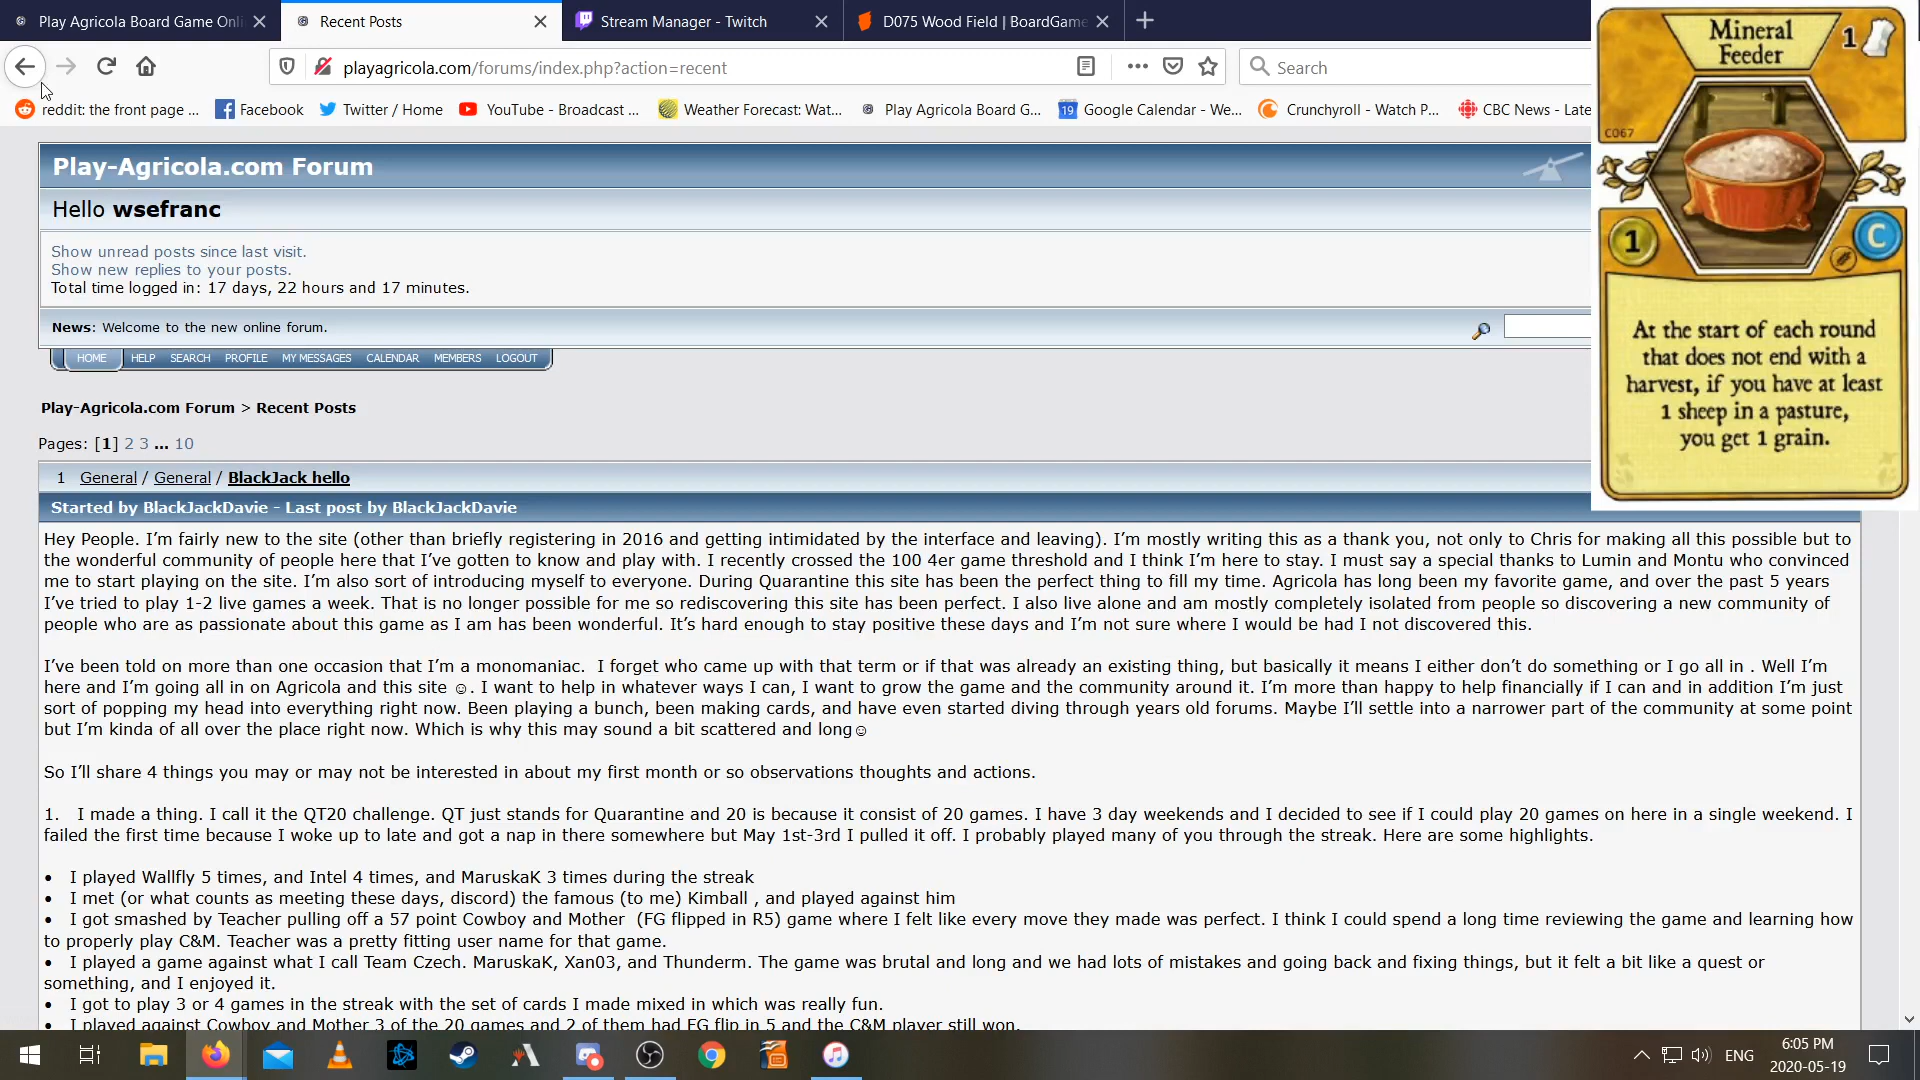 Play Agricola Board Game Onli
Recent Posts
Stream Manager - Twitch
D075 Wood Field | BoardGame
playagricola.com/forums/index.php?action=recent
Search
reddit: the front page ...
Facebook
Twitter / Home
YouTube - Broadcast ...
Weather Forecast: Wat...
Play Agricola Board G...
19
Google Calendar - We...
Crunchyroll - Watch P...
CBC News - Late
Mineral
Feeder
1
C067
1
C
At the start of each round
that does not end with a
harvest, if you have at least
1 sheep in a pasture,
you get 1 grain.
Play-Agricola.com Forum
Hello wsefranc
Show unread posts since last visit.
Show new replies to your posts.
Total time logged in: 17 days, 22 hours and 17 minutes.
News: Welcome to the new online forum.
HOME HELP SEARCH PROFILE MY MESSAGES CALENDAR MEMBERS LOGOUT
Play-Agricola.com Forum > Recent Posts
Pages: [1] 2 3 ... 10
1 General / General / BlackJack hello
Started by BlackJackDavie - Last post by BlackJackDavie
Hey People. I'm fairly new to the site (other than briefly registering in 2016 and getting intimidated by the interface and leaving). I'm mostly writing this as a thank you, not only to Chris for making all this possible but to
the wonderful community of people here that I've gotten to know and play with. I recently crossed the 100 4er game threshold and I think I'm here to stay. I must say a special thanks to Lumin and Montu who convinced
me to start playing on the site. I'm also sort of introducing myself to everyone. During Quarantine this site has been the perfect thing to fill my time. Agricola has long been my favorite game, and over the past 5 years
I've tried to play 1-2 live games a week. That is no longer possible for me so rediscovering this site has been perfect. I also live alone and am mostly completely isolated from people so discovering a new community of
people who are as passionate about this game as I am has been wonderful. It's hard enough to stay positive these days and I'm not sure where I would be had I not discovered this.
I've been told on more than one occasion that I'm a monomaniac.  I forget who came up with that term or if that was already an existing thing, but basically it means I either don't do something or I go all in . Well I'm
here and I'm going all in on Agricola and this site ☺. I want to help in whatever ways I can, I want to grow the game and the community around it. I'm more than happy to help financially if I can and in addition I'm just
sort of popping my head into everything right now. Been playing a bunch, been making cards, and have even started diving through years old forums. Maybe I'll settle into a narrower part of the community at some point
but I'm kinda of all over the place right now. Which is why this may sound a bit scattered and long☺
So I'll share 4 things you may or may not be interested in about my first month or so observations thoughts and actions.
1. I made a thing. I call it the QT20 challenge. QT just stands for Quarantine and 20 is because it consist of 20 games. I have 3 day weekends and I decided to see if I could play 20 games on here in a single weekend. I
failed the first time because I woke up to late and got a nap in there somewhere but May 1st-3rd I pulled it off. I probably played many of you through the streak. Here are some highlights.
• I played Wallfly 5 times, and Intel 4 times, and MaruskaK 3 times during the streak
• I met (or what counts as meeting these days, discord) the famous (to me) Kimball , and played against him
• I got smashed by Teacher pulling off a 57 point Cowboy and Mother  (FG flipped in R5) game where I felt like every move they made was perfect. I think I could spend a long time reviewing the game and learning how
to properly play C&M. Teacher was a pretty fitting user name for that game.
• I played a game against what I call Team Czech. MaruskaK, Xan03, and Thunderm. The game was brutal and long and we had lots of mistakes and going back and fixing things, but it felt a bit like a quest or
something, and I enjoyed it.
• I got to play 3 or 4 games in the streak with the set of cards I made mixed in which was really fun.
• I played against Cowboy and Mother 3 of the 20 games and 2 of them had FG flip in 5 and the C&M player still won.
ENG
6:05 PM
2020-05-19